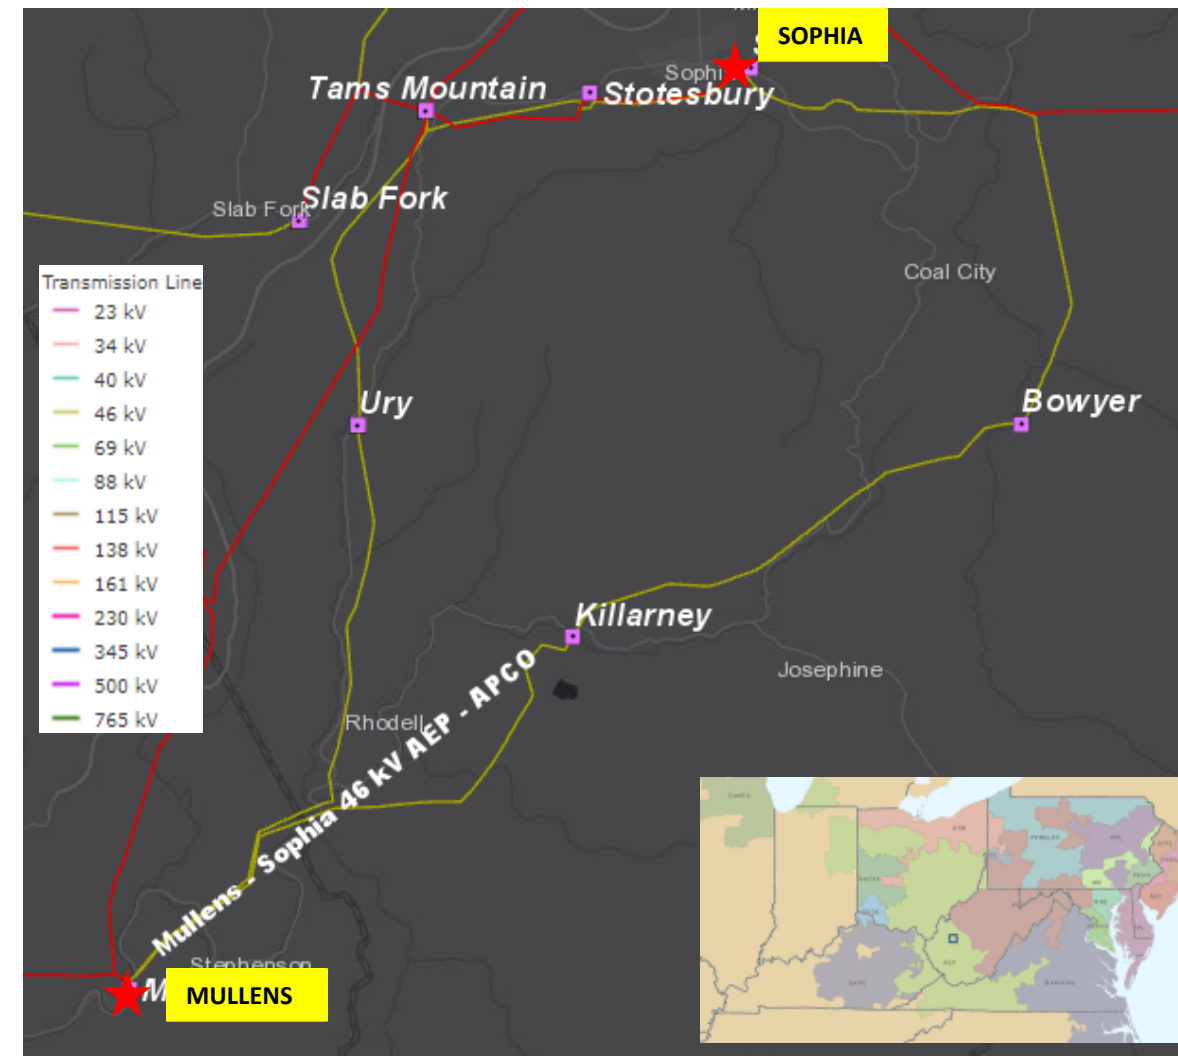 SOPHIA
Sophi
Tams Mountain
Stotesbury
Slab Fork
Slab Fork
Coal City
Transmission Line
23 kV
34 kV
40 kV
46 kV
69 kV
88 kV
115 kV
138 kV
161 kV
230 kV
345 kV
500 kV
765 kV
Ury
Bowyer
Killarney
Josephine
Rhodell
Mullens - Sophia 46 kV AEP - APCO
Stephenson
M
MULLENS
AEP